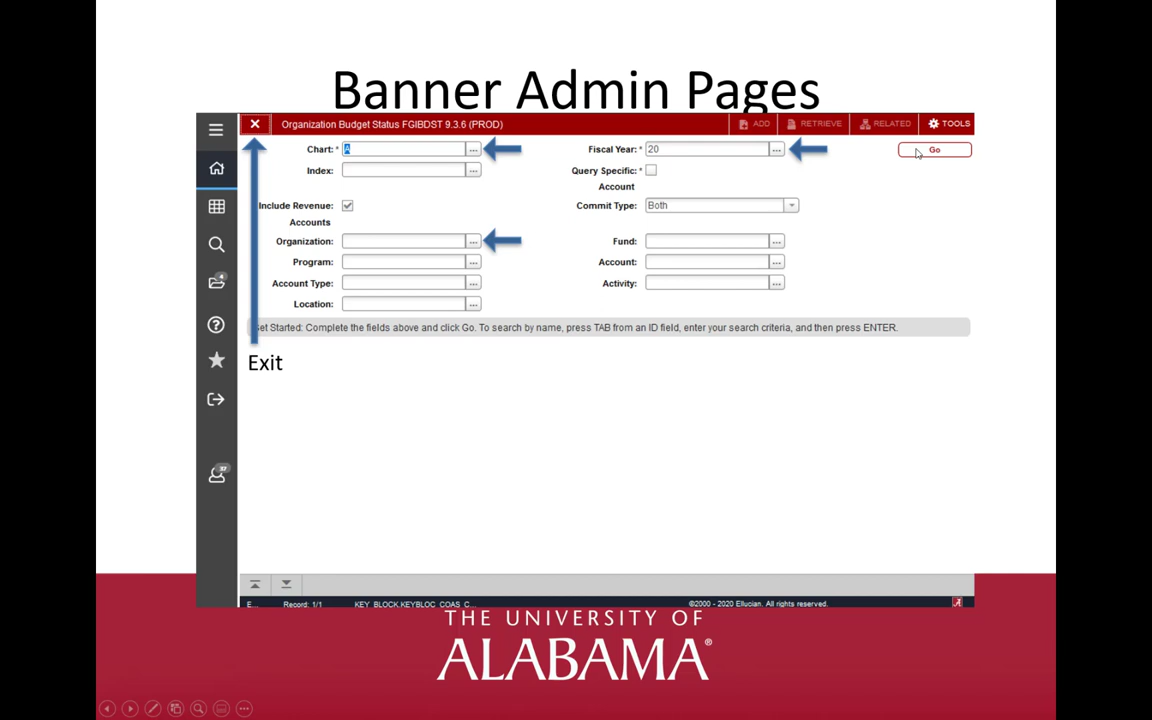 Banner Admin Pages
Organization Budget Status FGIBDST 9.3.6 (PROD)
ADD
RETRIEVE
RELATED
TOOLS
Chart: *
A
...
Fiscal Year: *
20
...
Go
Index:
...
Query Specific: *
Account
Include Revenue:
Accounts
Commit Type:
Both
Organization:
...
Fund:
...
Program:
...
Account:
...
Account Type:
...
Activity:
...
Location:
...
Get Started: Complete the fields above and click Go. To search by name, press TAB from an ID field, enter your search criteria, and then press ENTER.
Exit
4
37
E...
Record: 1/1
KEY_BLOCK.KEYBLOC_COAS_C...
©2000 - 2020 Ellucian. All rights reserved.
THE UNIVERSITY OF
ALABAMA®